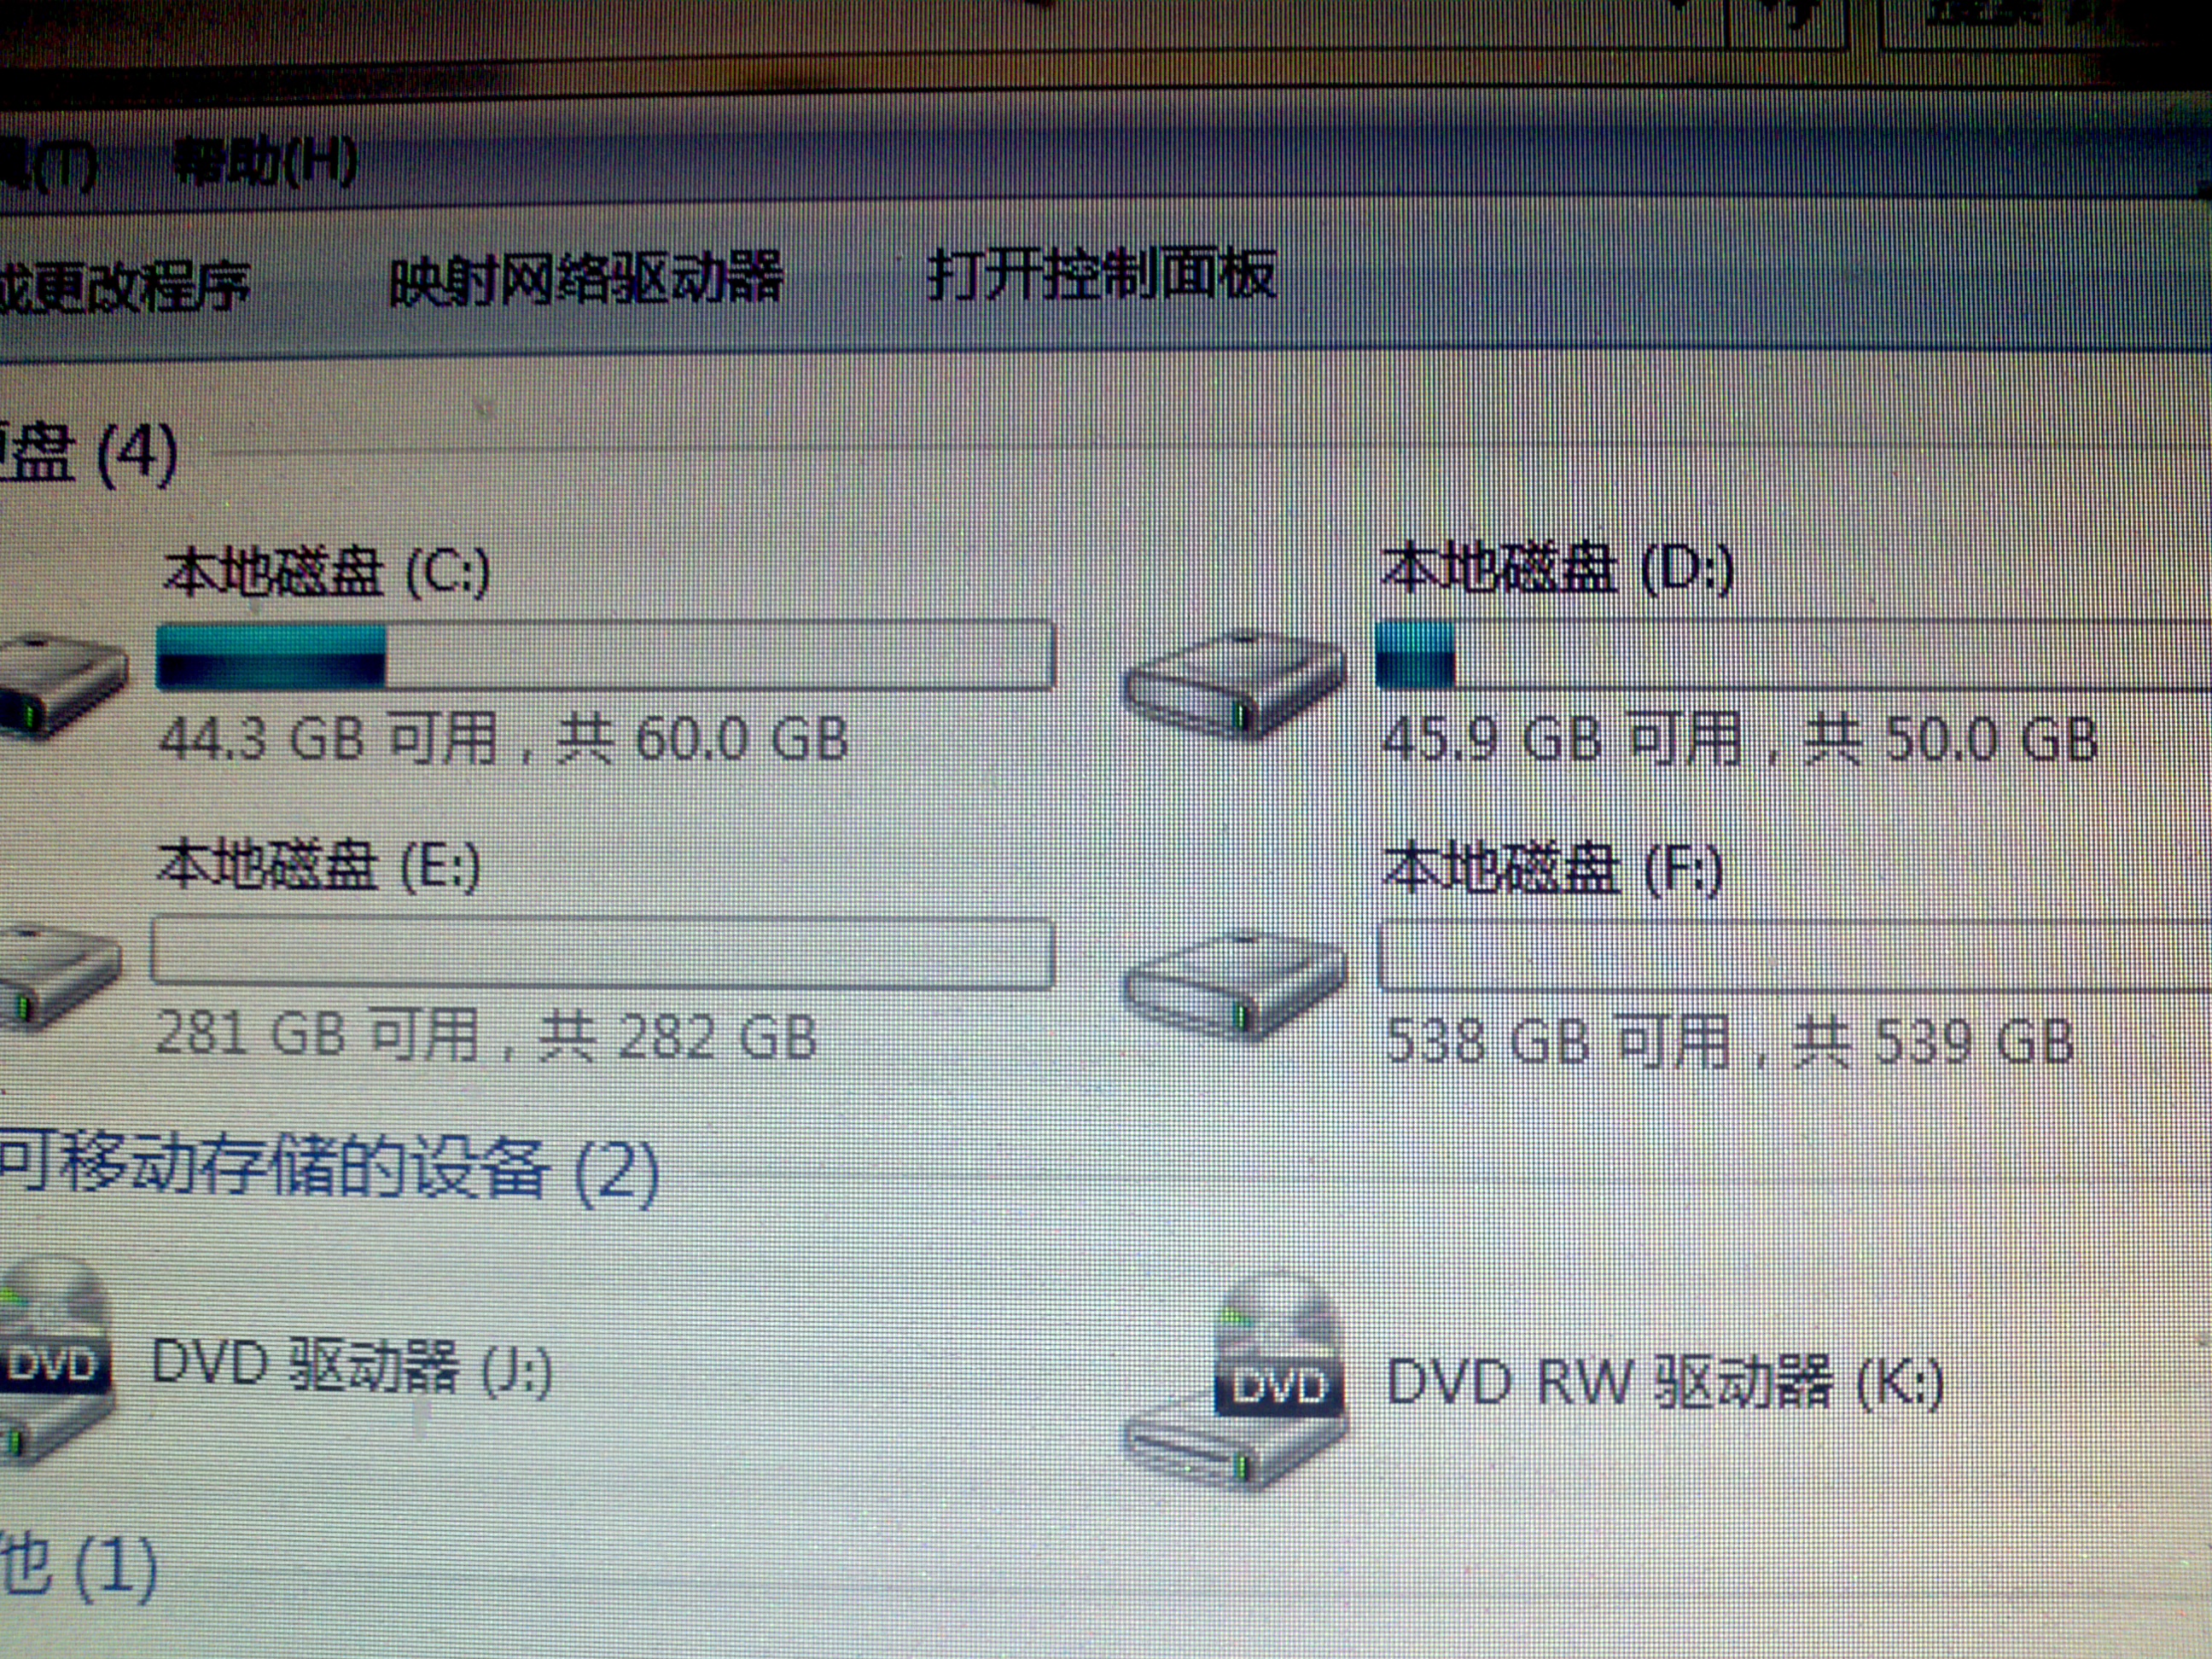 (T) 帮助(H)
或更改程序 映射网络驱动器 打开控制面板
硬盘 (4)
本地磁盘 (C:)
44.3 GB 可用，共 60.0 GB
本地磁盘 (D:)
45.9 GB 可用，共 50.0 GB
本地磁盘 (E:)
281 GB 可用，共 282 GB
本地磁盘 (F:)
538 GB 可用，共 539 GB
可移动存储的设备 (2)
DVD
DVD 驱动器 (J:)
DVD
DVD RW 驱动器 (K:)
他 (1)